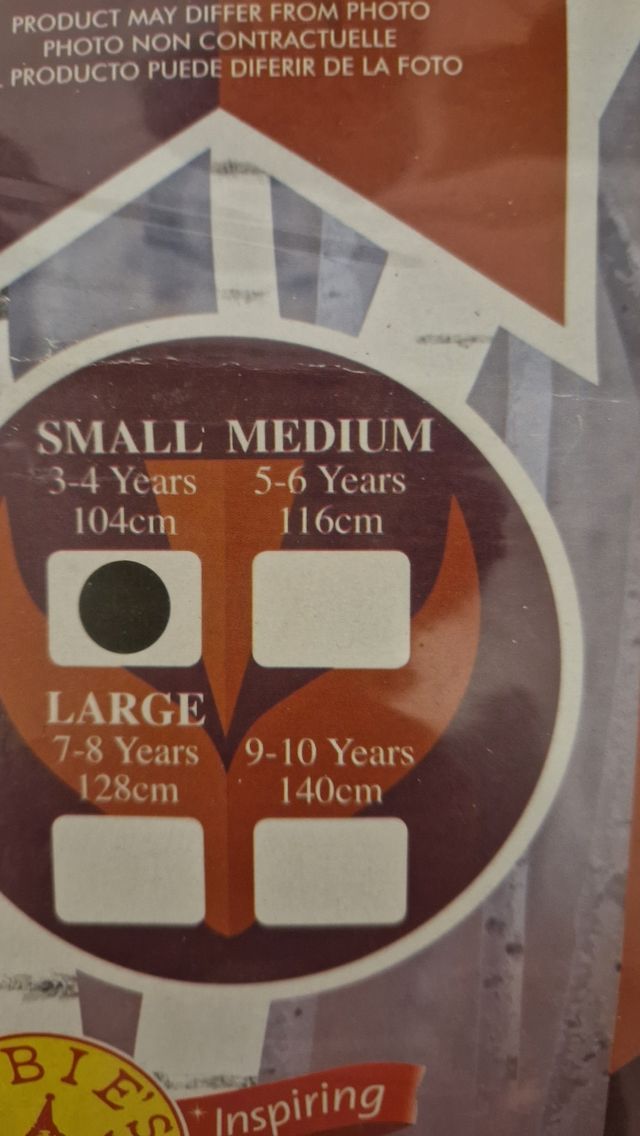 PRODUCT MAY DIFFER FROM PHOTO
PHOTO NON CONTRACTUELLE
PRODUCTO PUEDE DIFERIR DE LA FOTO
SMALL MEDIUM
3-4 Years 5-6 Years
104cm 116cm
LARGE
7-8 Years 9-10 Years
128cm 140cm
BIE'S
Inspiring